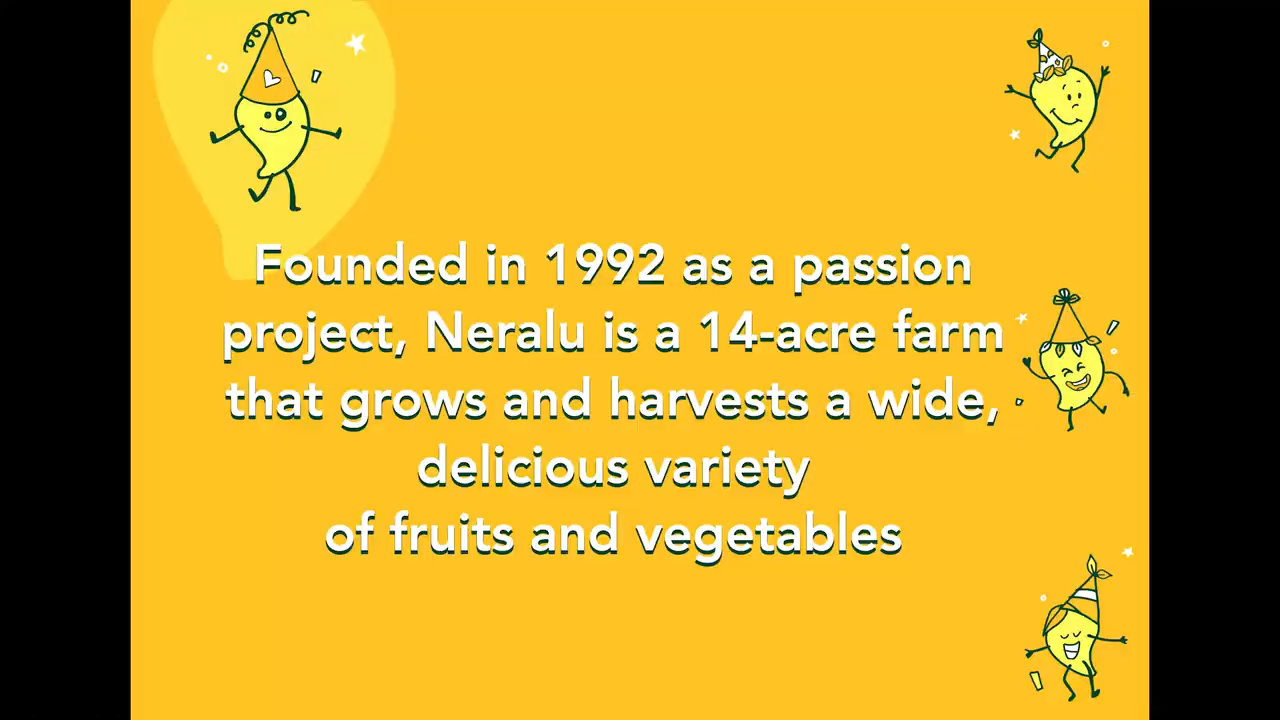 Founded in 1992 as a passion
project, Neralu is a 14-acre farm
that grows and harvests a wide,
delicious variety
of fruits and vegetables